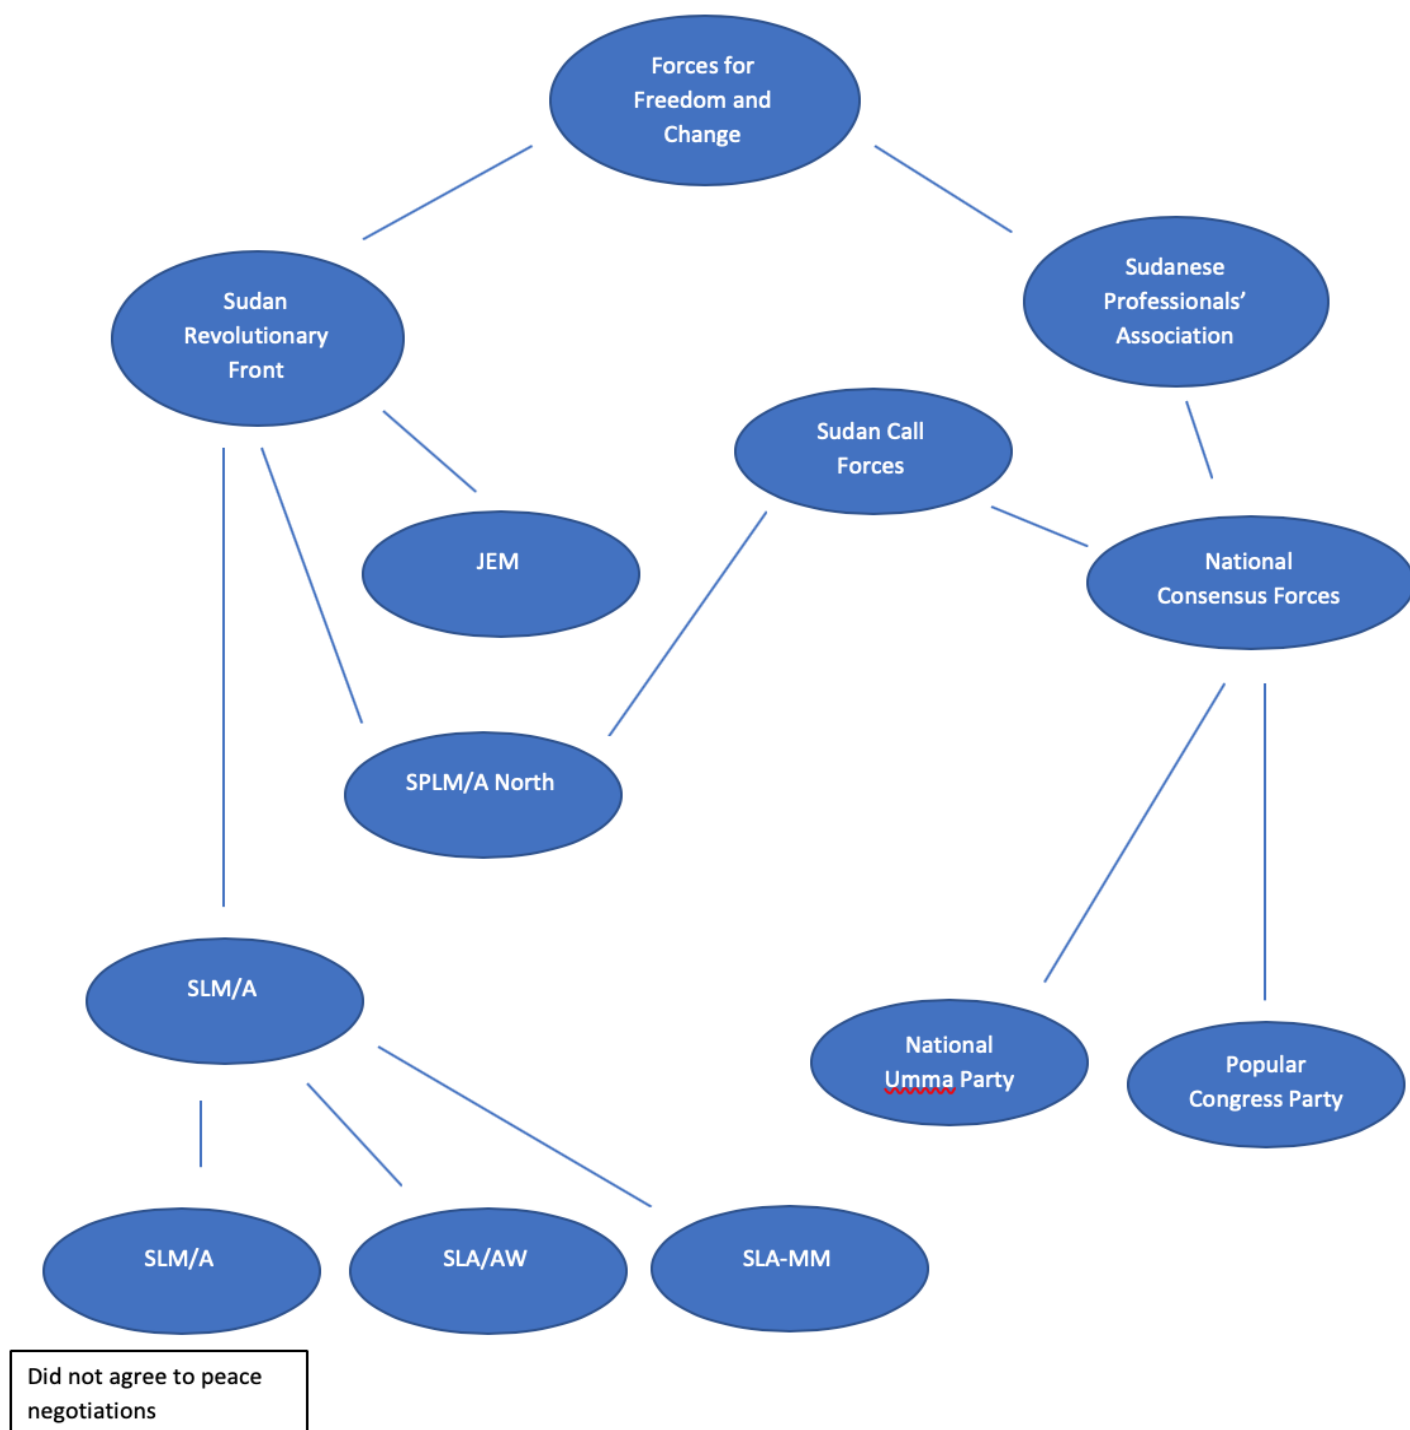 Forces for
Freedom and
Change
Sudan
Revolutionary
Front
Sudanese
Professionals’
Association
Sudan Call
Forces
JEM
National
Consensus Forces
SPLM/A North
SLM/A
National
Umma Party
Popular
Congress Party
SLM/A
SLA/AW
SLA-MM
Did not agree to peace
negotiations